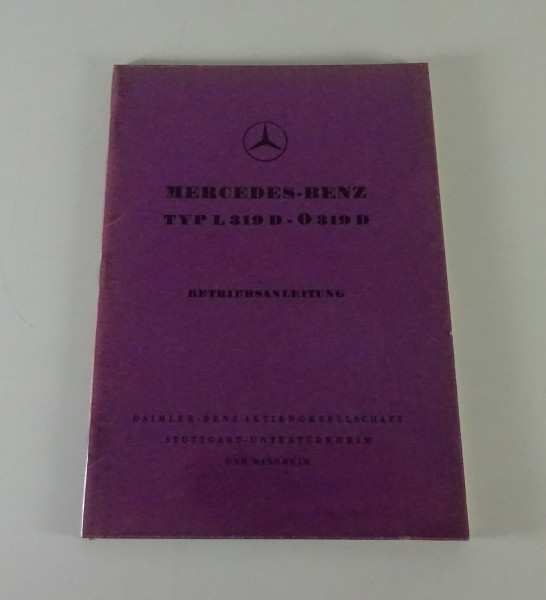 MERCEDES-BENZ
TYP L 319 D - O 319 D
BETRIEBSANLEITUNG
DAIMLER-BENZ AKTIENGESELLSCHAFT
STUTTGART-UNTERTÜRKHEIM
UND MANNHEIM